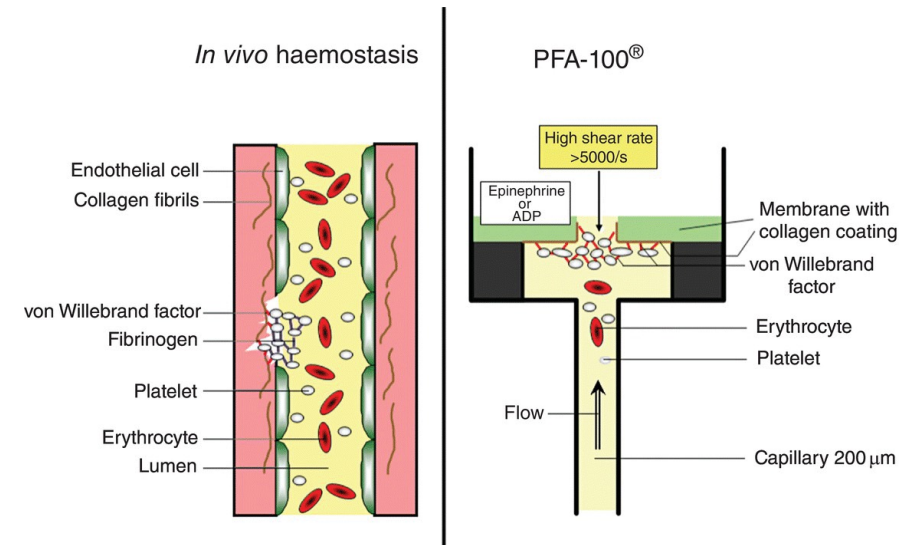 In vivo haemostasis
Endothelial cell
Collagen fibrils
von Willebrand factor
Fibrinogen
Platelet
Erythrocyte
Lumen
PFA-100®
High shear rate
>5000/s
Epinephrine
or
ADP
Membrane with
collagen coating
von Willebrand
factor
Erythrocyte
Platelet
Flow
Capillary 200 μm